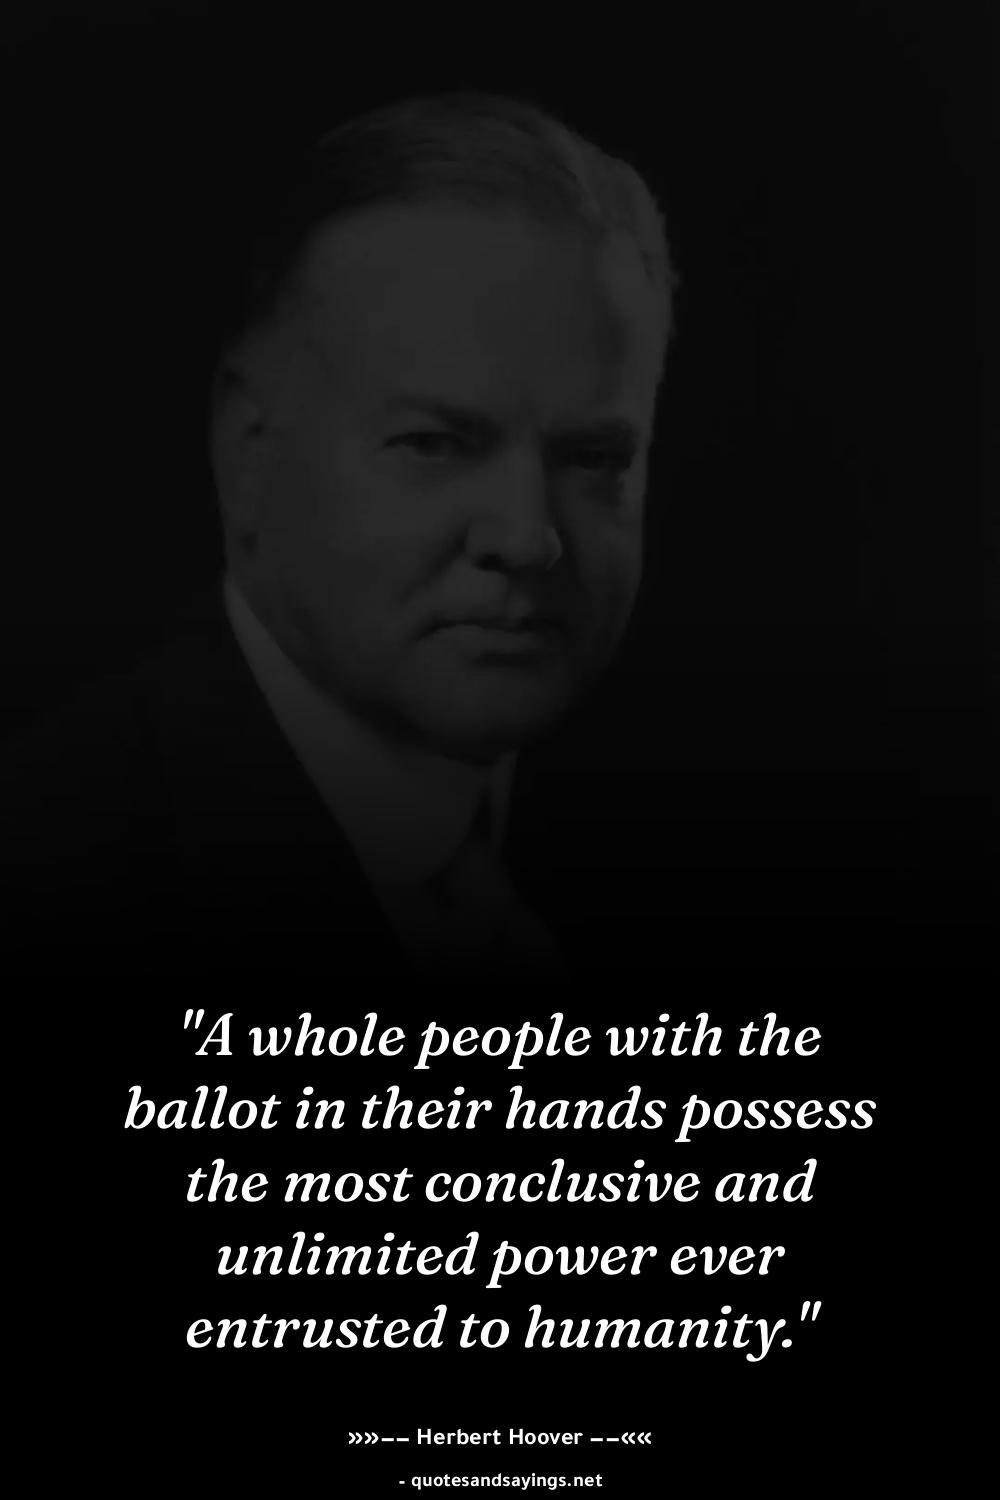 "A whole people with the
ballot in their hands possess
the most conclusive and
unlimited power ever
entrusted to humanity."
»»–– Herbert Hoover ––««
- quotesandsayings.net